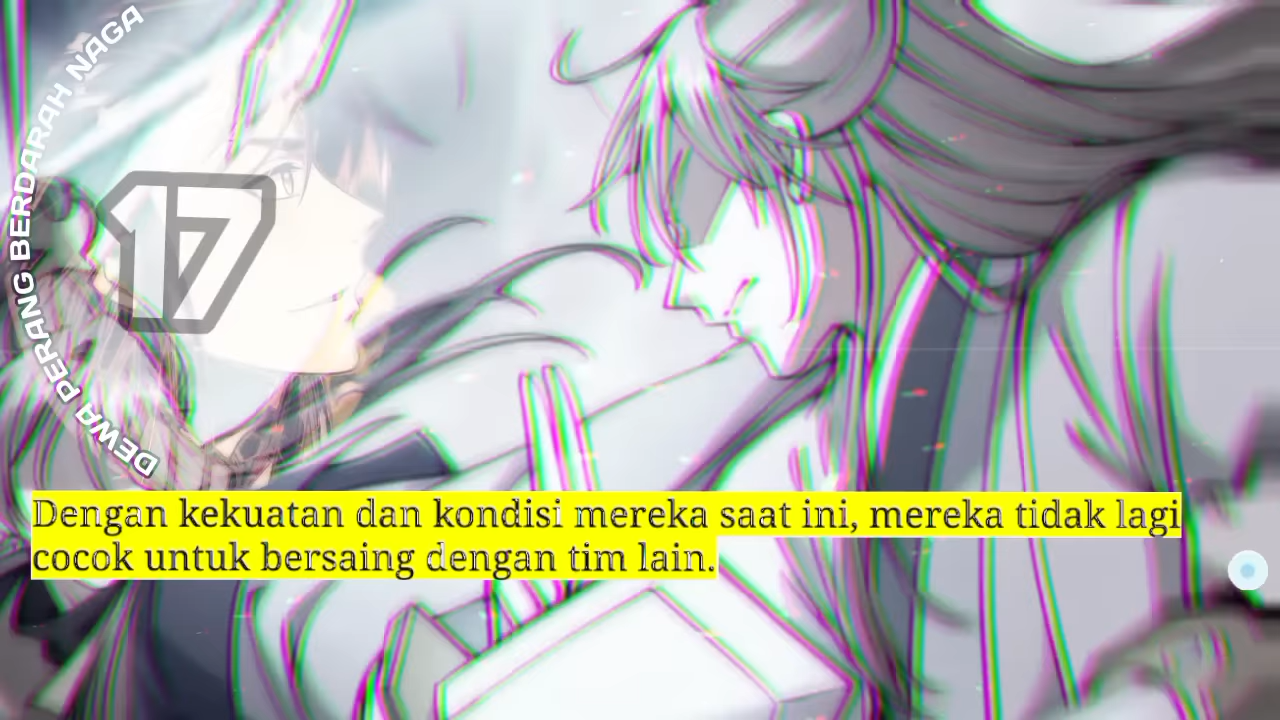 DEWA PERANG BERDARAH NAGA
17
Dengan kekuatan dan kondisi mereka saat ini, mereka tidak lagi
cocok untuk bersaing dengan tim lain.